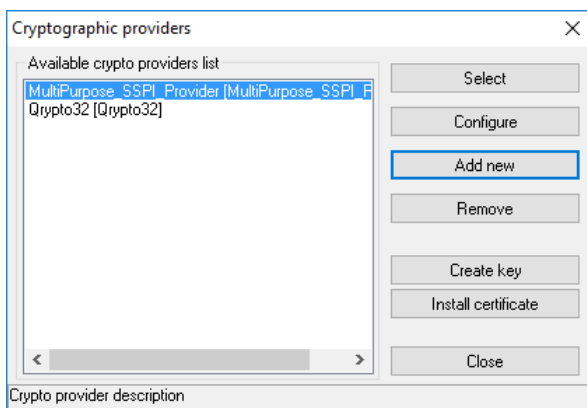 Cryptographic providers
Available crypto providers list
MultiPurpose_SSPI_Provider [MultiPurpose_SSPI_P
Qrypto32 [Qrypto32]
Select
Configure
Add new
Remove
Create key
Install certificate
Close
Crypto provider description